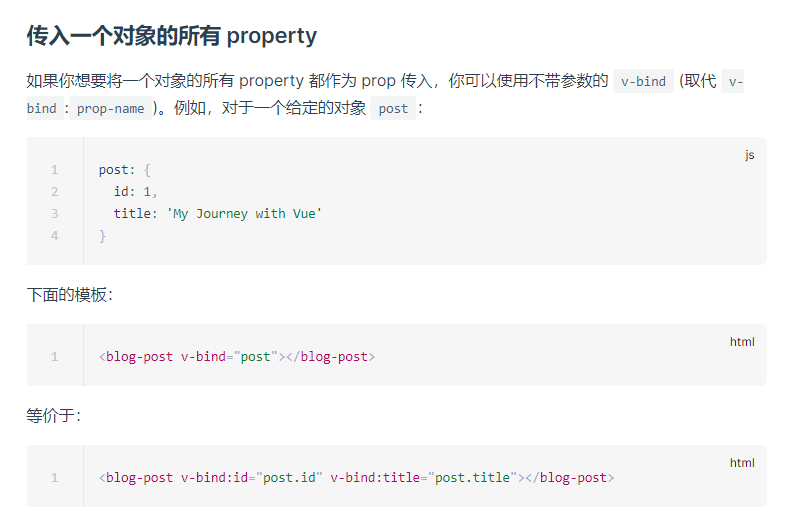 传入一个对象的所有 property
如果你想要将一个对象的所有 property 都作为 prop 传入，你可以使用不带参数的 v-bind (取代 v-
bind : prop-name )。例如，对于一个给定的对象 post ：
js
1 post: {
2   id: 1,
3   title: 'My Journey with Vue'
4 }
下面的模板：
html
1 <blog-post v-bind="post"></blog-post>
等价于：
html
1 <blog-post v-bind:id="post.id" v-bind:title="post.title"></blog-post>